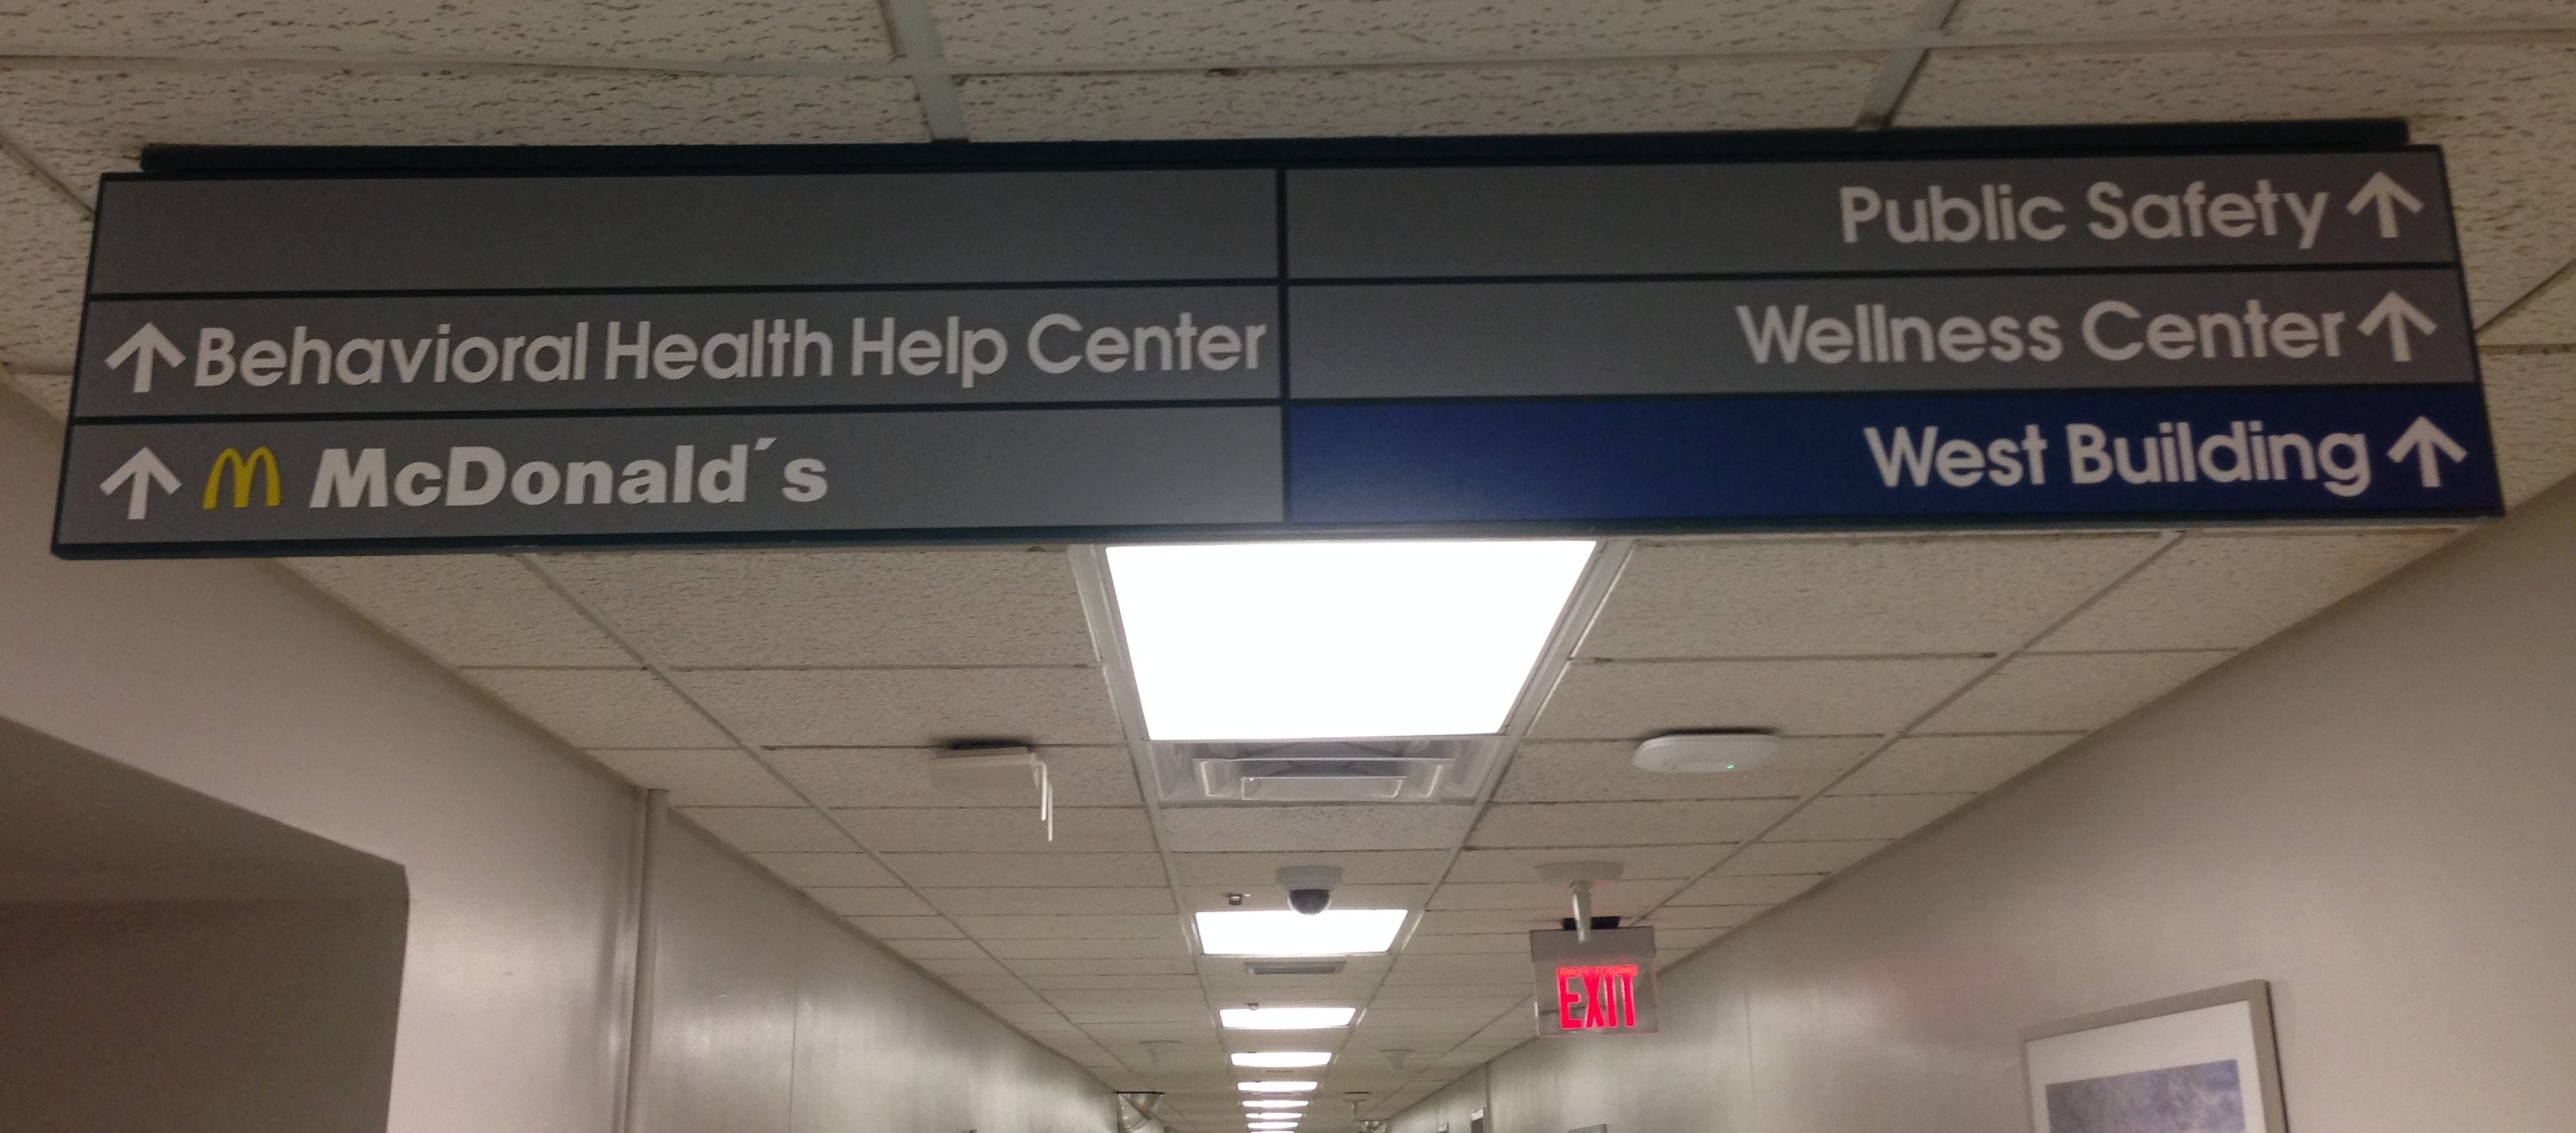 Behavioral Health Help Center
McDonald´s
Public Safety
Wellness Center
West Building
EXIT